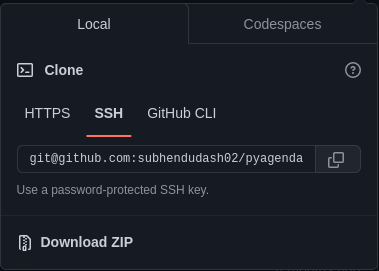 Local Codespaces
Clone
HTTPS SSH GitHub CLI
git@github.com:subhendudash02/pyagenda
Use a password-protected SSH key.
Download ZIP